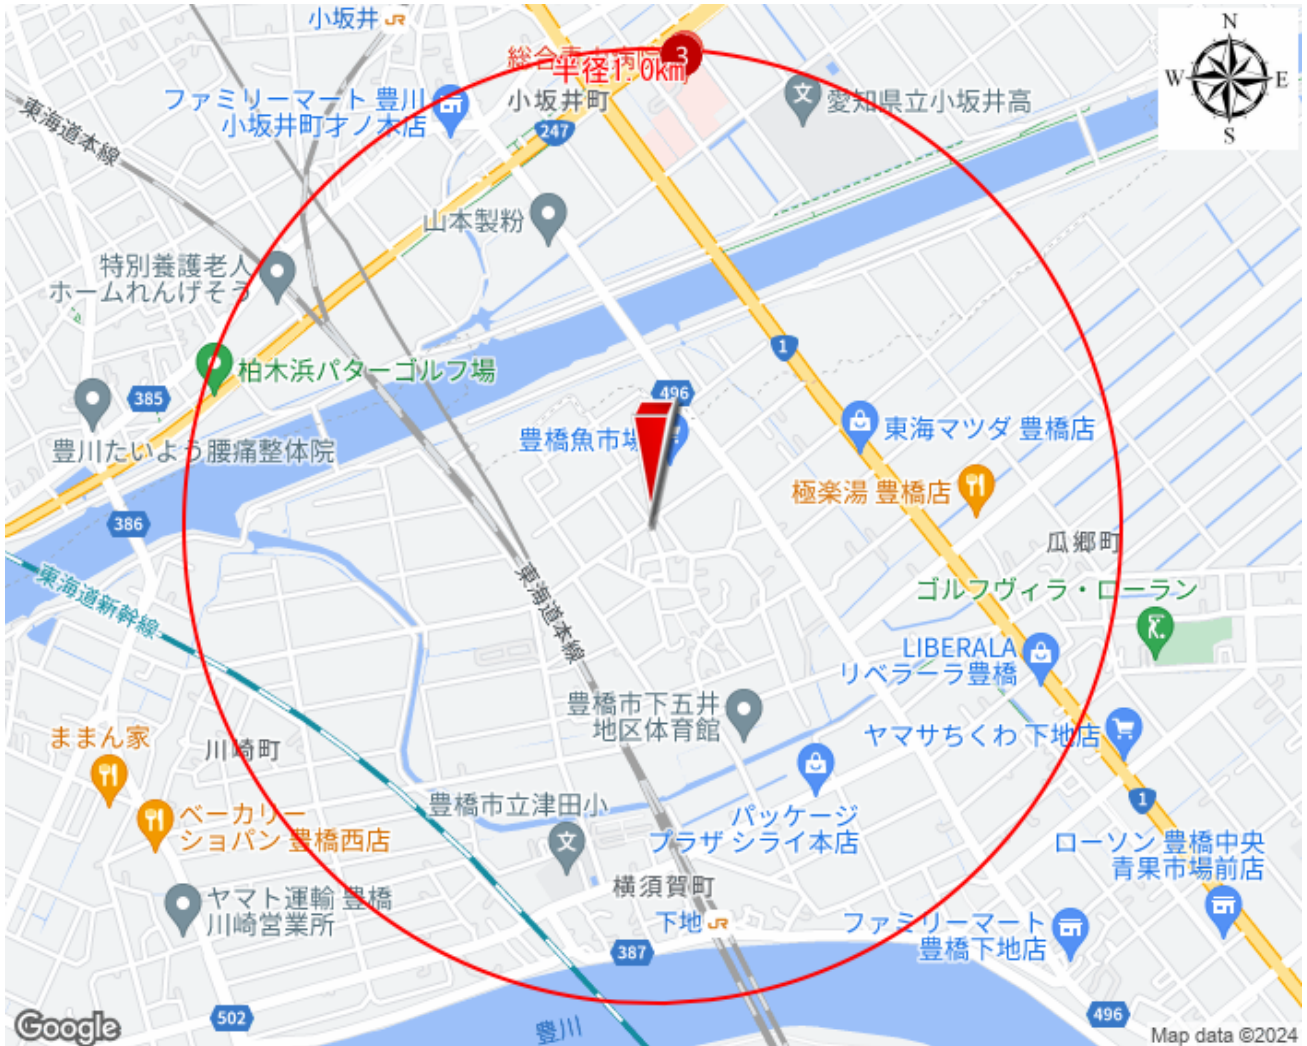 小坂井
N
W
E
S
3
半径1.0km
ファミリーマート 豊川
小坂井町才ノ木店
小坂井町
愛知県立小坂井高
247
東海道本線
山本製粉
特別養護老人
ホームれんげそう
1
柏木浜パターゴルフ場
385
496
豊川たいよう腰痛整体院
豊橋魚市場
東海マツダ 豊橋店
極楽湯 豊橋店
386
瓜郷町
東海道新幹線
東海道本線
ゴルフヴィラ・ローラン
LIBERALA
リベラーラ豊橋
豊橋市下五井
地区体育館
ままん家
川崎町
ヤマサちくわ 下地店
1
豊橋市立津田小
パッケージ
プラザ シライ本店
ベーカリー
ショパン 豊橋西店
ローソン 豊橋中央
青果市場前店
横須賀町
ヤマト運輸 豊橋
川崎営業所
下地
ファミリーマート
豊橋下地店
387
502
豊川
496
Google
Map data ©2024